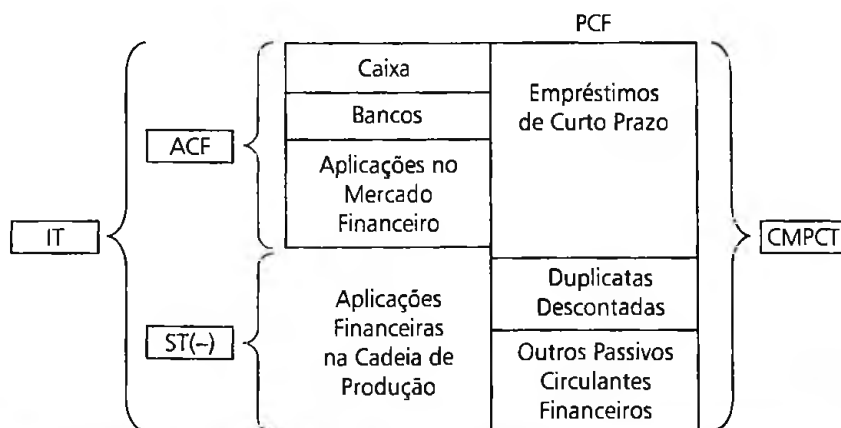 PCF
IT
ACF
ST(–)
Caixa
Bancos
Aplicações no
Mercado
Financeiro
Aplicações
Financeiras
na Cadeia de
Produção
Empréstimos
de Curto Prazo
Duplicatas
Descontadas
Outros Passivos
Circulantes
Financeiros
CMPCT